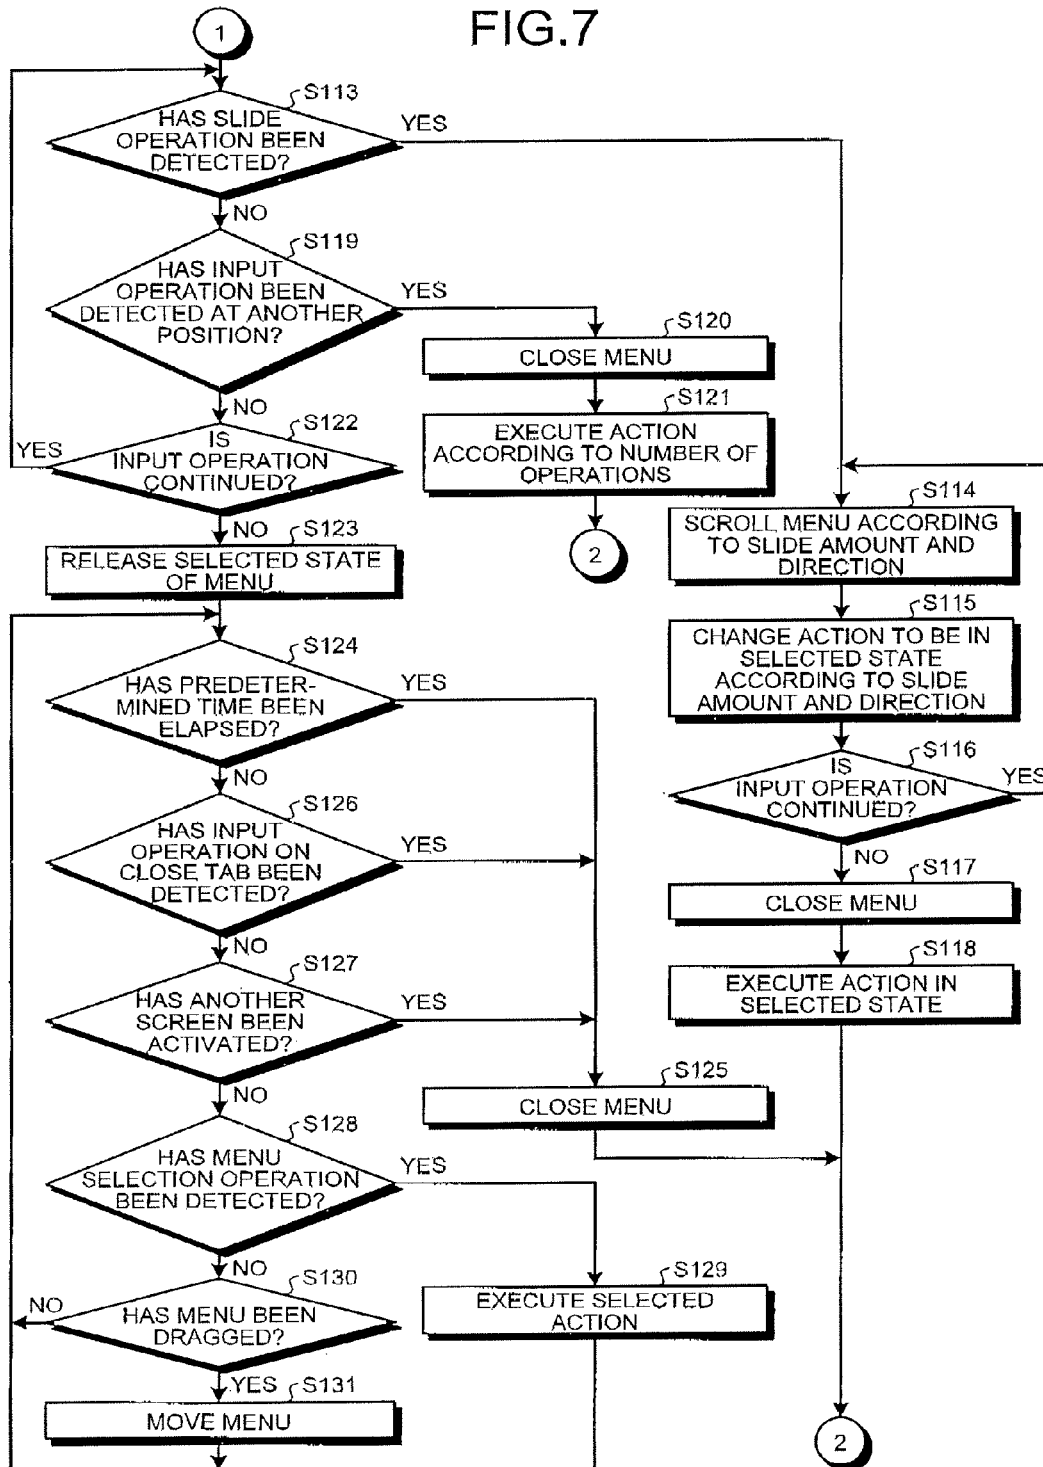 FIG.7
1
S113
HAS SLIDE
OPERATION BEEN
DETECTED?
YES
NO
S119
HAS INPUT
OPERATION BEEN
DETECTED AT ANOTHER
POSITION?
YES
NO
S120
CLOSE MENU
S121
EXECUTE ACTION
ACCORDING TO NUMBER OF
OPERATIONS
2
S122
IS
INPUT OPERATION
CONTINUED?
YES
NO
S123
RELEASE SELECTED STATE
OF MENU
S114
SCROLL MENU ACCORDING
TO SLIDE AMOUNT AND
DIRECTION
S115
CHANGE ACTION TO BE IN
SELECTED STATE
ACCORDING TO SLIDE
AMOUNT AND DIRECTION
S116
IS
INPUT OPERATION
CONTINUED?
YES
NO
S117
CLOSE MENU
S118
EXECUTE ACTION IN
SELECTED STATE
S124
HAS PREDETER-
MINED TIME BEEN
ELAPSED?
YES
NO
S126
HAS INPUT
OPERATION ON
CLOSE TAB BEEN
DETECTED?
YES
NO
S127
HAS ANOTHER
SCREEN BEEN
ACTIVATED?
YES
NO
S125
CLOSE MENU
S128
HAS MENU
SELECTION OPERATION
BEEN DETECTED?
YES
NO
S129
EXECUTE SELECTED
ACTION
S130
HAS MENU BEEN
DRAGGED?
NO
YES
S131
MOVE MENU
2